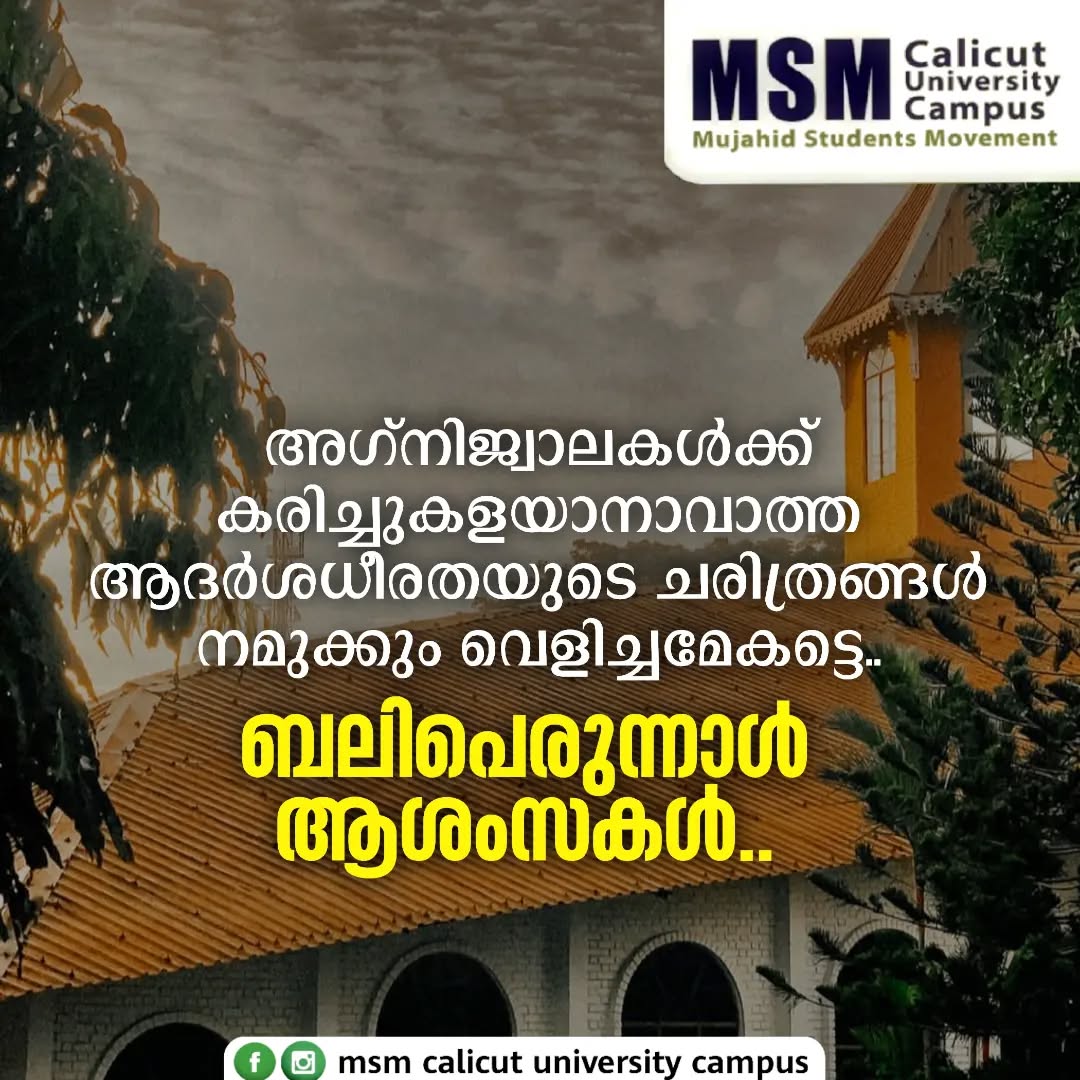 MSM Calicut
University
Campus
Mujahid Students Movement
അഗ്നിജ്വാലകൾക്ക്
കരിച്ചുകളയാനാവാത്ത
ആദർശധീരതയുടെ ചരിത്രങ്ങൾ
നമുക്കും വെളിച്ചമേകട്ടെ..
ബലിപെരുന്നാൾ
ആശംസകൾ..
msm calicut university campus